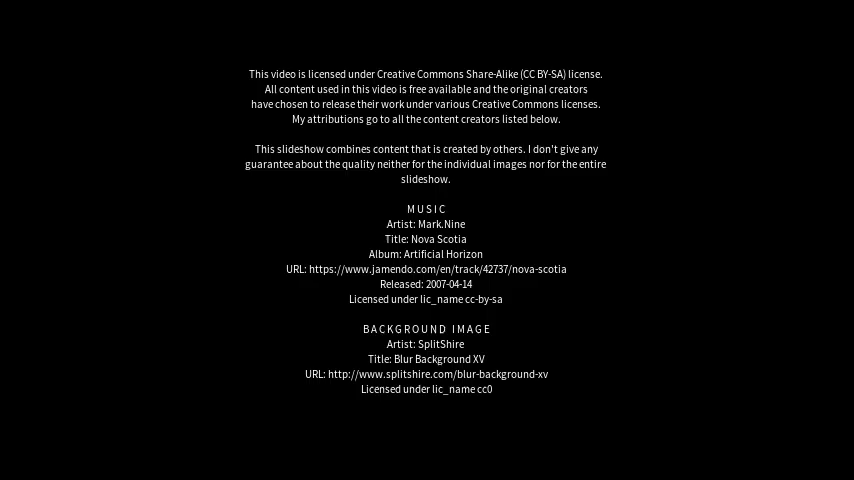 This video is licensed under Creative Commons Share-Alike (CC BY-SA) license.
All content used in this video is free available and the original creators
have chosen to release their work under various Creative Commons licenses.
My attributions go to all the content creators listed below.
This slideshow combines content that is created by others. I don't give any
guarantee about the quality neither for the individual images nor for the entire
slideshow.
MUSIC
Artist: Mark.Nine
Title: Nova Scotia
Album: Artificial Horizon
URL: https://www.jamendo.com/en/track/42737/nova-scotia
Released: 2007-04-14
Licensed under lic_name cc-by-sa
BACKGROUND IMAGE
Artist: SplitShire
Title: Blur Background XV
URL: http://www.splitshire.com/blur-background-xv
Licensed under lic_name cc0